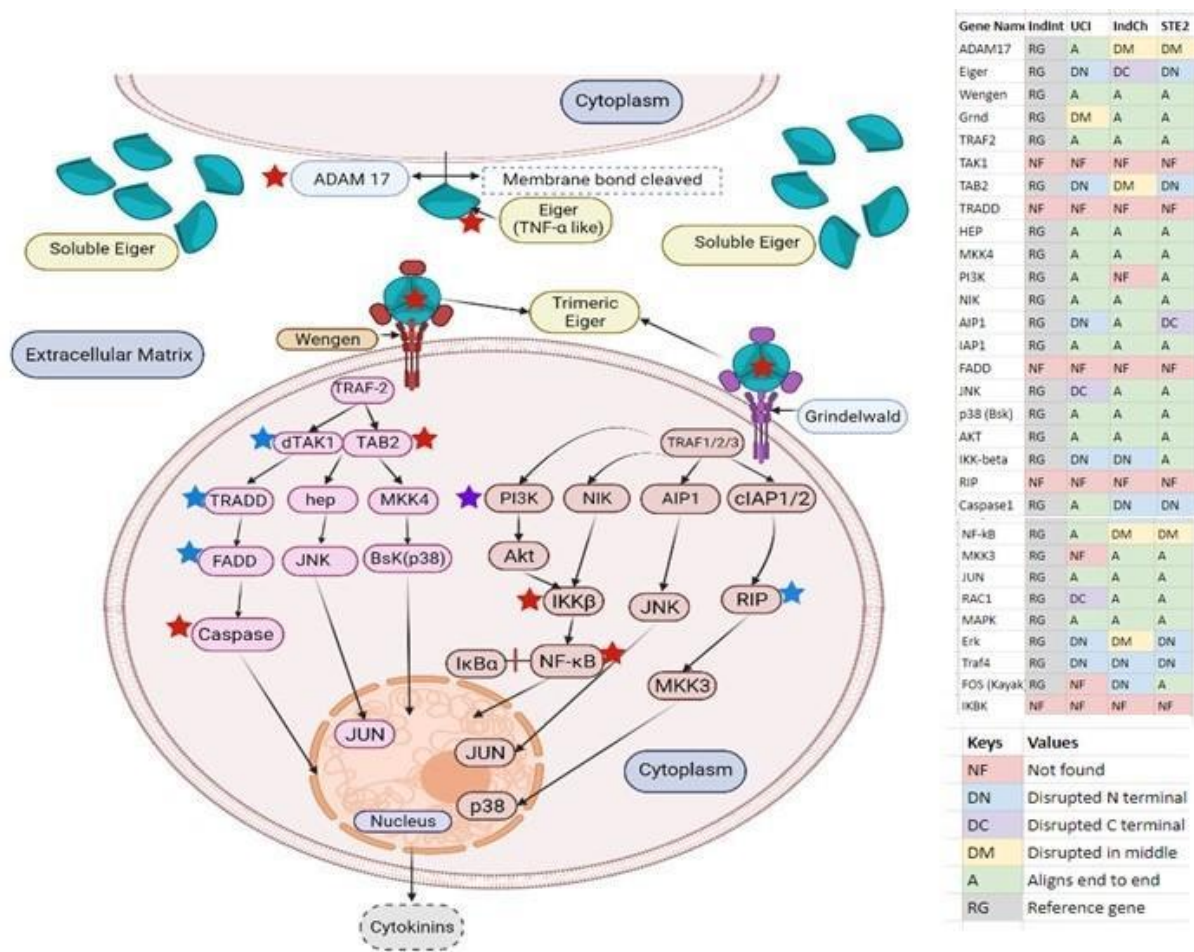 Cytoplasm
ADAM 17
Membrane bond cleaved
Eiger
(TNF-α like)
Soluble Eiger
Soluble Eiger
Trimeric
Eiger
Wengen
Extracellular Matrix
Grindelwald
TRAF-2
dTAK1
TAB2
TRAF1/2/3
TRADD
hep
MKK4
PI3K
NIK
AIP1
cIAP1/2
FADD
JNK
BsK(p38)
Akt
IKKβ
JNK
RIP
Caspase
IκBα
NF-κB
MKK3
JUN
JUN
Cytoplasm
p38
Nucleus
Cytokinins
Gene Nam IndInt UCI IndCh STE2
ADAM17 RG A DM DM
Eiger RG DN DC DN
Wengen RG A A A
Grnd RG DM A A
TRAF2 RG A A A
TAK1 NF NF NF NF
TAB2 RG DN DM DN
TRADD NF NF NF NF
HEP RG A A A
MKK4 RG A A A
PI3K RG A NF A
NIK RG A A A
AIP1 RG DN A DC
IAP1 RG A A A
FADD NF NF NF NF
JNK RG DC A A
p38 (Bsk) RG A A A
AKT RG A A A
IKK-beta RG DN DN A
RIP NF NF NF NF
Caspase1 RG A DN DN
NF-kB RG A DM DM
MKK3 RG NF A A
JUN RG A A A
RAC1 RG DC A A
MAPK RG A A A
Erk RG DN DM DN
Traf4 RG DN DN DN
FOS (Kayak RG NF DN A
IKBK NF NF NF NF
Keys Values
NF Not found
DN Disrupted N terminal
DC Disrupted C terminal
DM Disrupted in middle
A Aligns end to end
RG Reference gene